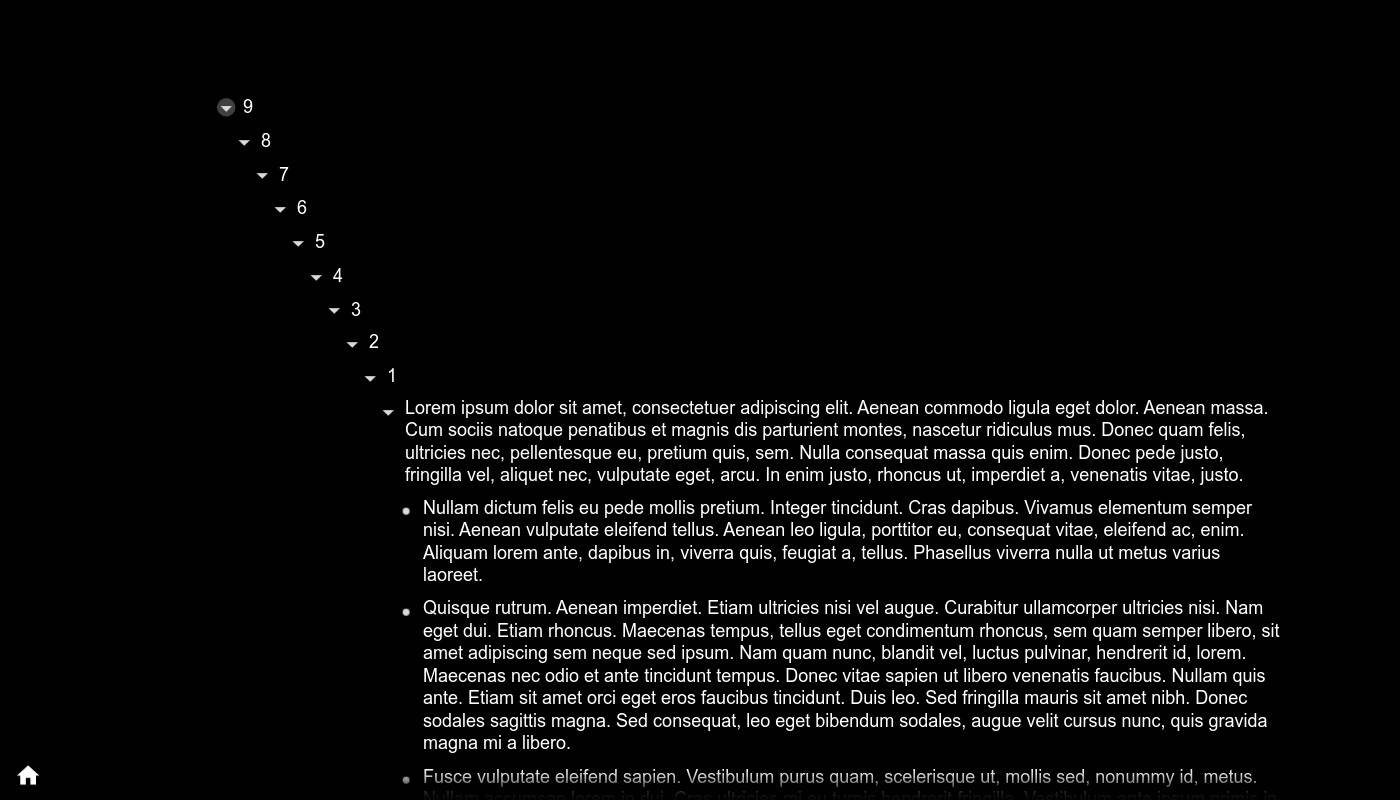 9
8
7
6
5
4
3
2
1
Lorem ipsum dolor sit amet, consectetuer adipiscing elit. Aenean commodo ligula eget dolor. Aenean massa.
Cum sociis natoque penatibus et magnis dis parturient montes, nascetur ridiculus mus. Donec quam felis,
ultricies nec, pellentesque eu, pretium quis, sem. Nulla consequat massa quis enim. Donec pede justo,
fringilla vel, aliquet nec, vulputate eget, arcu. In enim justo, rhoncus ut, imperdiet a, venenatis vitae, justo.
Nullam dictum felis eu pede mollis pretium. Integer tincidunt. Cras dapibus. Vivamus elementum semper
nisi. Aenean vulputate eleifend tellus. Aenean leo ligula, porttitor eu, consequat vitae, eleifend ac, enim.
Aliquam lorem ante, dapibus in, viverra quis, feugiat a, tellus. Phasellus viverra nulla ut metus varius
laoreet.
Quisque rutrum. Aenean imperdiet. Etiam ultricies nisi vel augue. Curabitur ullamcorper ultricies nisi. Nam
eget dui. Etiam rhoncus. Maecenas tempus, tellus eget condimentum rhoncus, sem quam semper libero, sit
amet adipiscing sem neque sed ipsum. Nam quam nunc, blandit vel, luctus pulvinar, hendrerit id, lorem.
Maecenas nec odio et ante tincidunt tempus. Donec vitae sapien ut libero venenatis faucibus. Nullam quis
ante. Etiam sit amet orci eget eros faucibus tincidunt. Duis leo. Sed fringilla mauris sit amet nibh. Donec
sodales sagittis magna. Sed consequat, leo eget bibendum sodales, augue velit cursus nunc, quis gravida
magna mi a libero.
Fusce vulputate eleifend sapien. Vestibulum purus quam, scelerisque ut, mollis sed, nonummy id, metus.